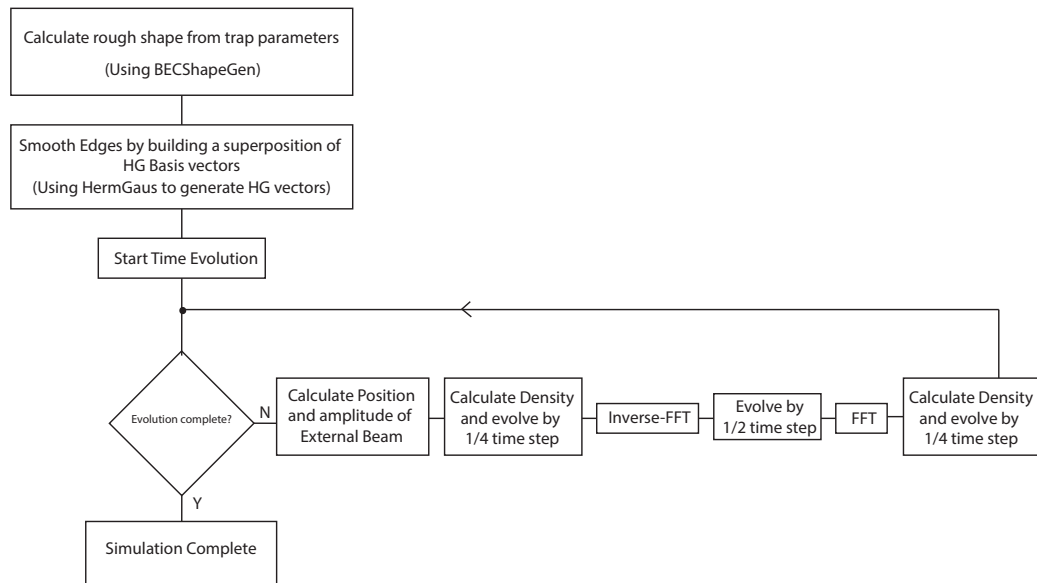 Calculate rough shape from trap parameters
(Using BECShapeGen)
Smooth Edges by building a superposition of
HG Basis vectors
(Using HermGaus to generate HG vectors)
Start Time Evolution
Evolution complete?
N
Calculate Position
and amplitude of
External Beam
Calculate Density
and evolve by
1/4 time step
Inverse-FFT
Evolve by
1/2 time step
FFT
Calculate Density
and evolve by
1/4 time step
Y
Simulation Complete